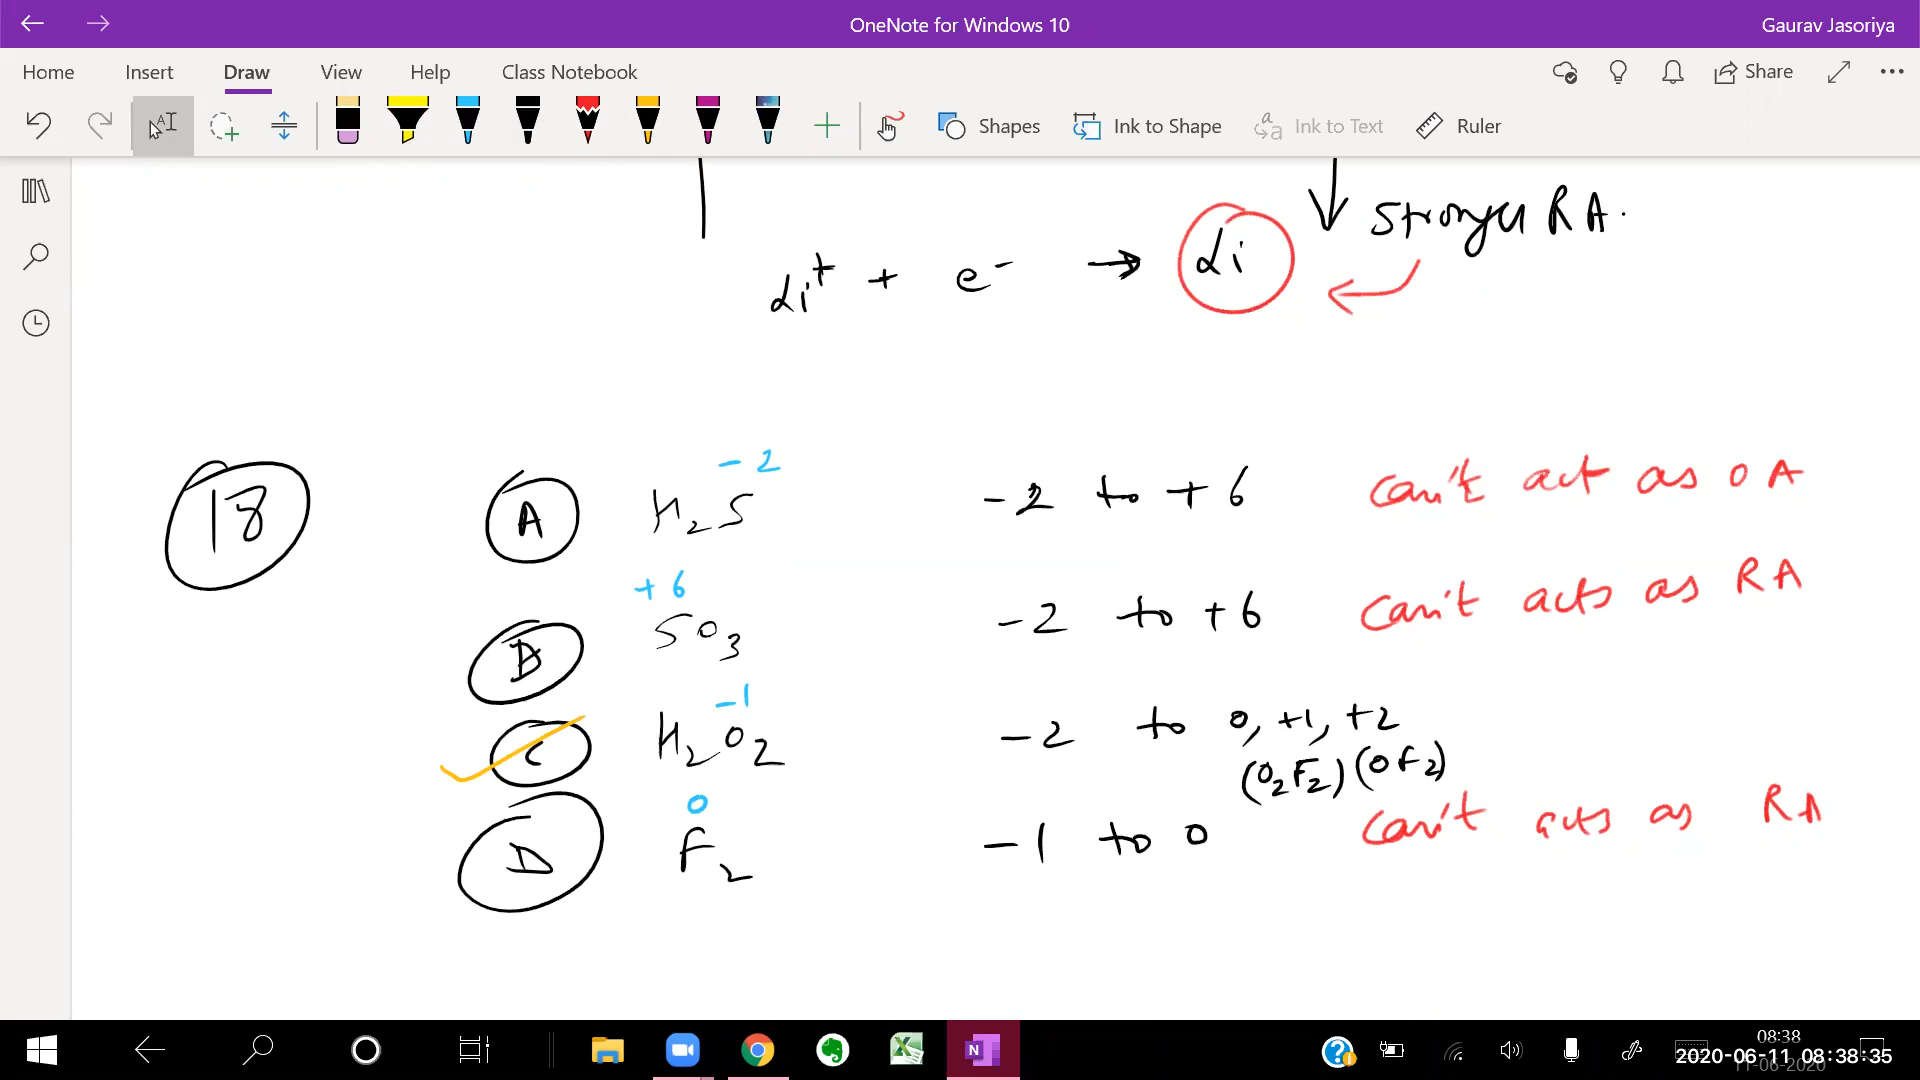 OneNote for Windows 10
Gaurav Jasoriya
Home Insert Draw View Help Class Notebook
Share
Shapes Ink to Shape Ink to Text Ruler
Stronger RA.
Li⁺ + e⁻ → Li
18
A H₂S -2 -2 to +6 can't act as OA
B SO₃ +6 -2 to +6 can't acts as RA
C H₂O₂ -1 -2 to 0, +1, +2
(O₂F₂) (OF₂)
D F₂ 0 -1 to 0 can't acts as RA
08:38
2020-06-11 08:38:35
11-06-2020